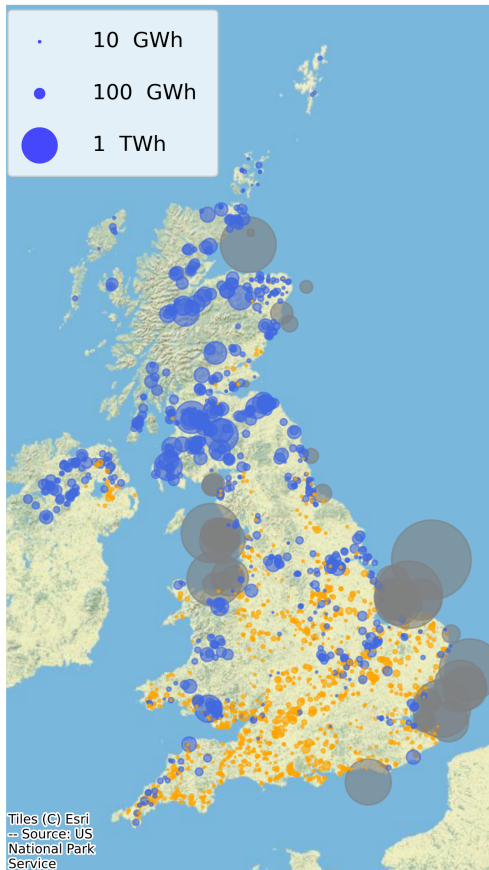 10 GWh
100 GWh
1 TWh
Tiles (C) Esri
-- Source: US
National Park
Service